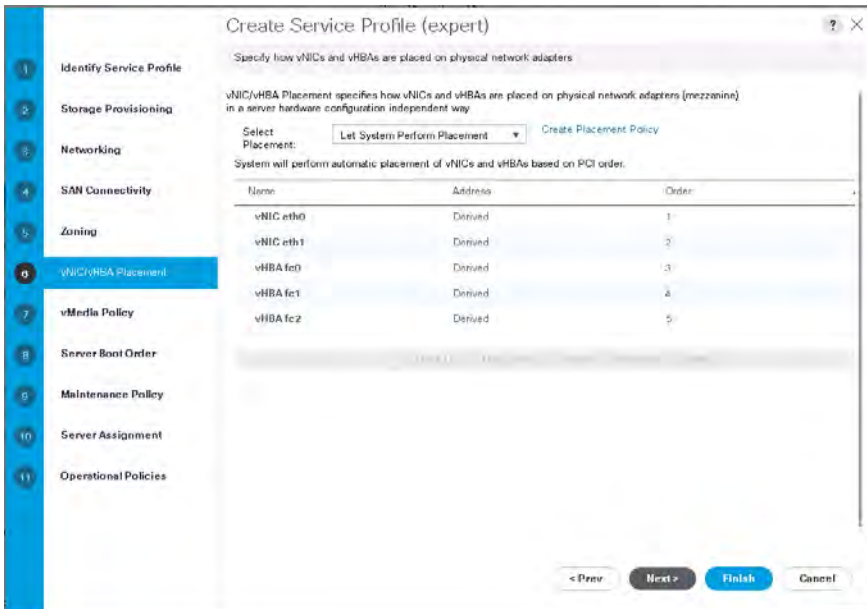 Create Service Profile (expert)
? ×
1 Identify Service Profile
2 Storage Provisioning
3 Networking
4 SAN Connectivity
5 Zoning
6 vNIC/vHBA Placement
7 vMedia Policy
8 Server Boot Order
9 Maintenance Policy
10 Server Assignment
11 Operational Policies
Specify how vNICs and vHBAs are placed on physical network adapters
vNIC/vHBA Placement specifies how vNICs and vHBAs are placed on physical network adapters (mezzanine)
in a server hardware configuration independent way
Select Let System Perform Placement ▼ Create Placement Policy
Placement:
System will perform automatic placement of vNICs and vHBAs based on PCI order.
Name Address Order
vNIC eth0 Derived 1
vNIC eth1 Derived 2
vHBA fc0 Derived 3
vHBA fc1 Derived 4
vHBA fc2 Derived 5
< Prev Next > Finish Cancel